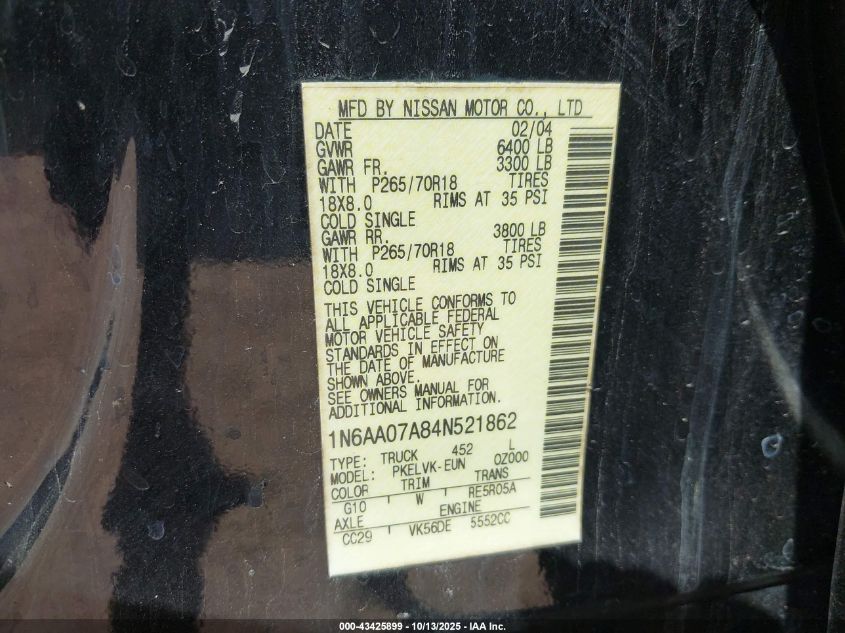 MFD BY NISSAN MOTOR CO., LTD
DATE 02/04
GVWR 6400 LB
GAWR FR. 3300 LB
WITH P265/70R18 TIRES
18X8.0 RIMS AT 35 PSI
COLD SINGLE
GAWR RR. 3800 LB
WITH P265/70R18 TIRES
18X8.0 RIMS AT 35 PSI
COLD SINGLE
THIS VEHICLE CONFORMS TO
ALL APPLICABLE FEDERAL
MOTOR VEHICLE SAFETY
STANDARDS IN EFFECT ON
THE DATE OF MANUFACTURE
SHOWN ABOVE.
SEE OWNERS MANUAL FOR
ADDITIONAL INFORMATION.
1N6AA07A84N521862
TYPE: TRUCK 452 L
MODEL: PKELVK-EUN 0Z000
COLOR TRIM TRANS
G10 W RE5R05A
AXLE ENGINE
CC29 VK56DE 5552CC
000-43425899 - 10/13/2025 - IAA Inc.